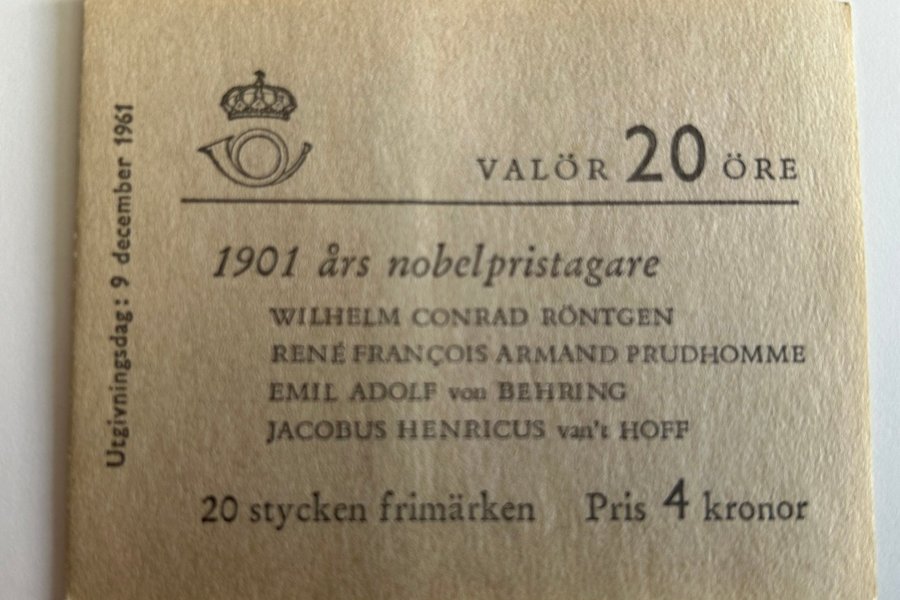 Utgivningsdag: 9 december 1961
VALÖR 20 ÖRE
1901 års nobelpristagare
WILHELM CONRAD RÖNTGEN
RENÉ FRANÇOIS ARMAND PRUDHOMME
EMIL ADOLF von BEHRING
JACOBUS HENRICUS van't HOFF
20 stycken frimärken Pris 4 kronor